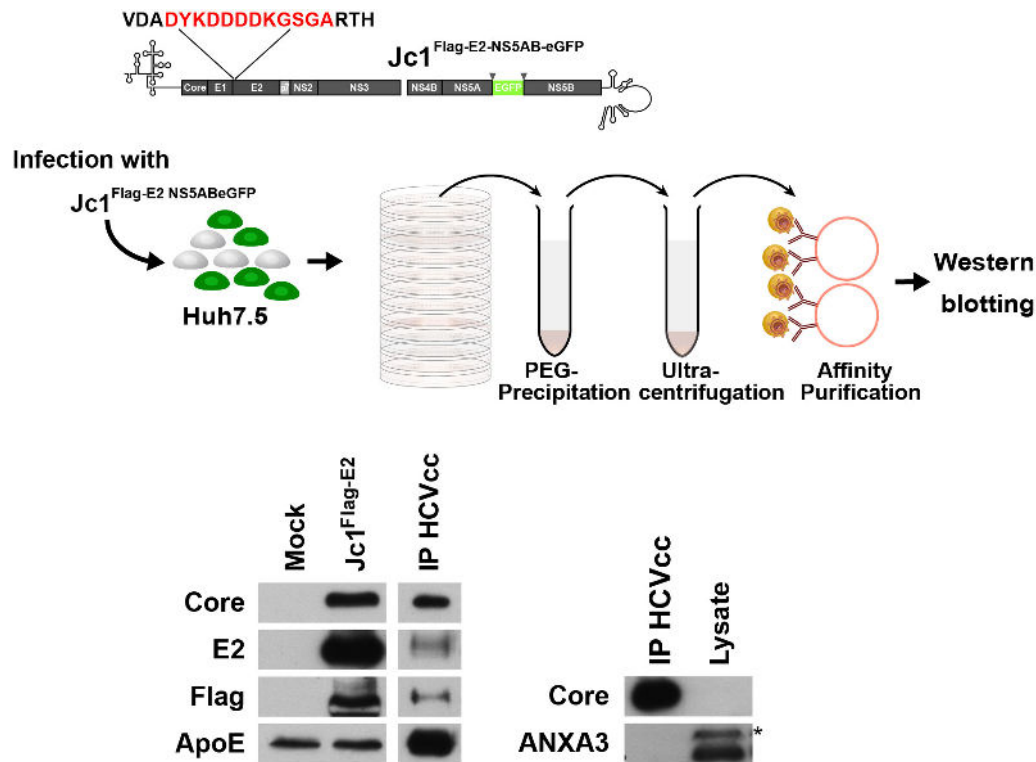 VDADYKDDDDKGSGARTH
Jc1Flag-E2-NS5AB-eGFP
Core E1 E2 p7 NS2 NS3 NS4B NS5A EGFP NS5B
Infection with
Jc1Flag-E2 NS5ABeGFP
Huh7.5
PEG-
Precipitation
Ultra-
centrifugation
Affinity
Purification
Western
blotting
Mock
Jc1Flag-E2
IP HCVcc
Core
E2
Flag
ApoE
IP HCVcc
Lysate
Core
ANXA3
*